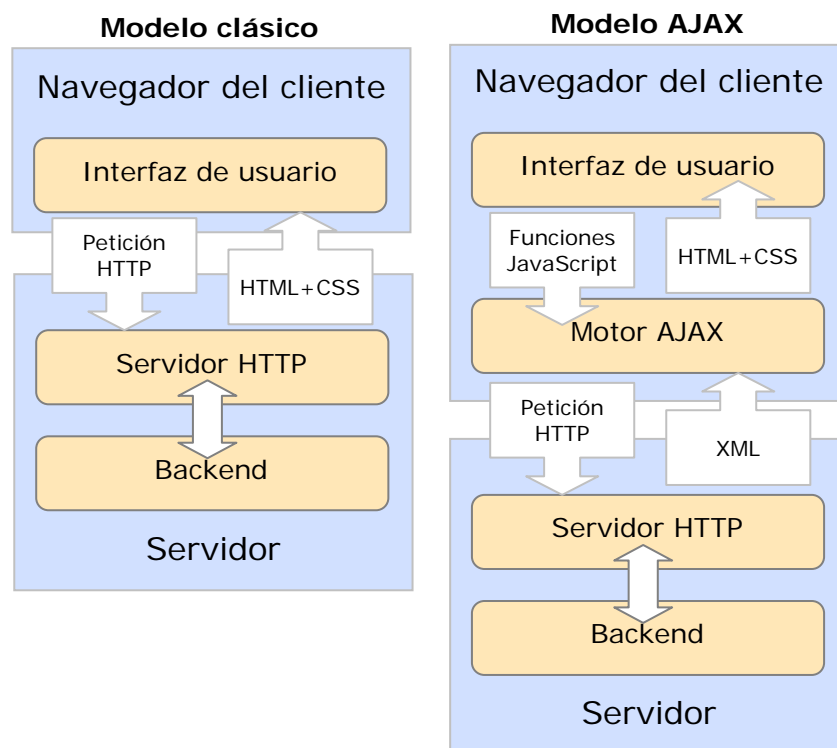 Modelo clásico
Navegador del cliente
Interfaz de usuario
Petición
HTTP
HTML+CSS
Servidor HTTP
Backend
Servidor
Modelo AJAX
Navegador del cliente
Interfaz de usuario
Funciones
JavaScript
HTML+CSS
Motor AJAX
Petición
HTTP
XML
Servidor HTTP
Backend
Servidor